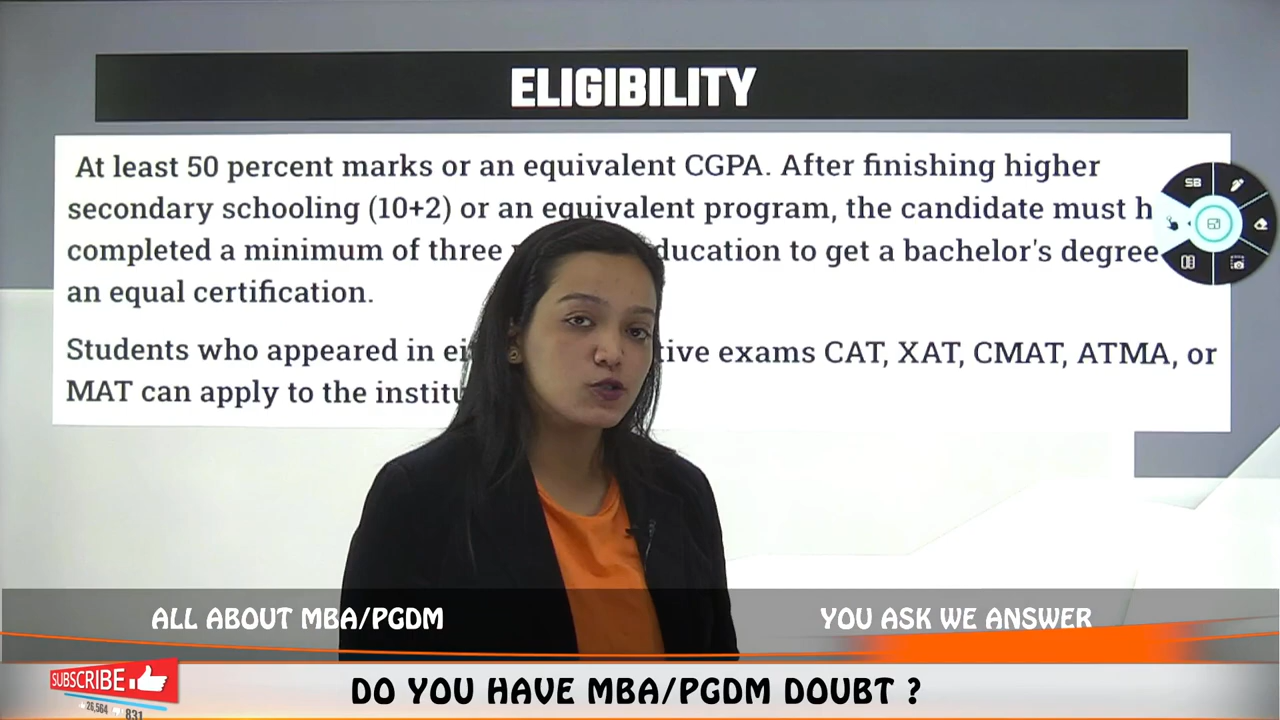 ELIGIBILITY
At least 50 percent marks or an equivalent CGPA. After finishing higher
secondary schooling (10+2) or an equivalent program, the candidate must h
completed a minimum of three ducation to get a bachelor's degree
an equal certification.
Students who appeared in ei tive exams CAT, XAT, CMAT, ATMA, or
MAT can apply to the institu
SB
ALL ABOUT MBA/PGDM
YOU ASK WE ANSWER
SUBSCRIBE
26,564
831
DO YOU HAVE MBA/PGDM DOUBT ?